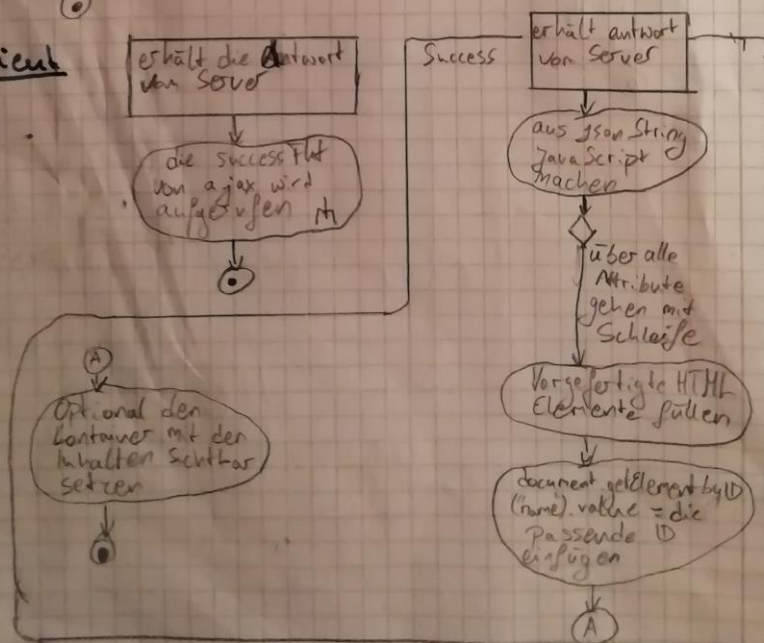 ient
erhält die Antwort
von Server
die success Fkt
von ajax wird
aufgerufen
Success
erhält antwort
von Server
aus Json String
JavaScript
machen
über alle
Attribute
gehen mit
Schleife
Vorgefertigte HTML
Elemente füllen
document.getElementbyID
("name").value = die
passende ID
einfügen
A
A
Optional den
Container mit den
Inhalten sichtbar
setzen